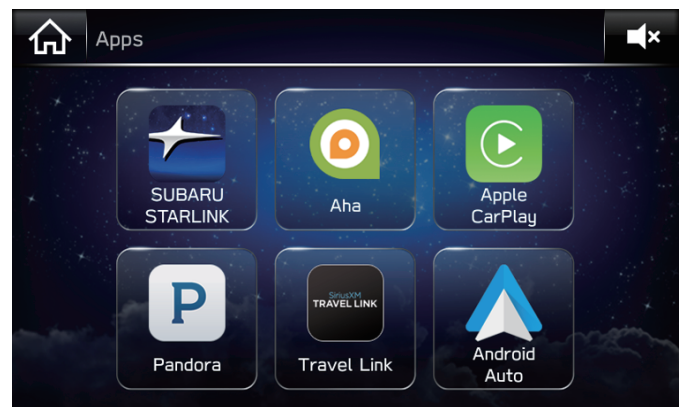 Apps
SUBARU
STARLINK
Aha
Apple
CarPlay
P
SiriusXM
TRAVEL LINK
Pandora
Travel Link
Android
Auto